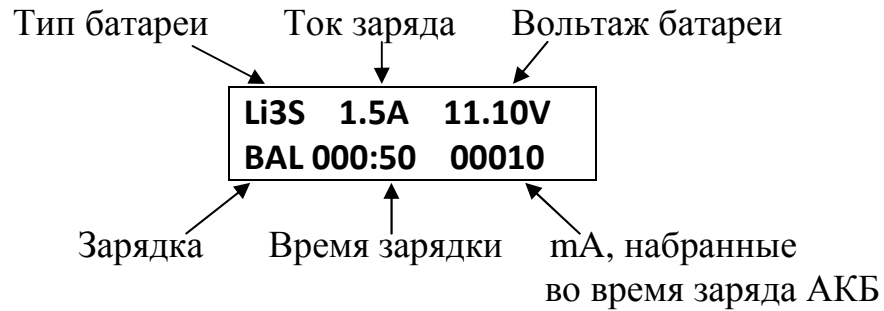 Тип батареи Ток заряда Вольтаж батареи
Li3S 1.5A 11.10V
BAL 000:50 00010
Зарядка Время зарядки mA, набранные
во время заряда АКБ